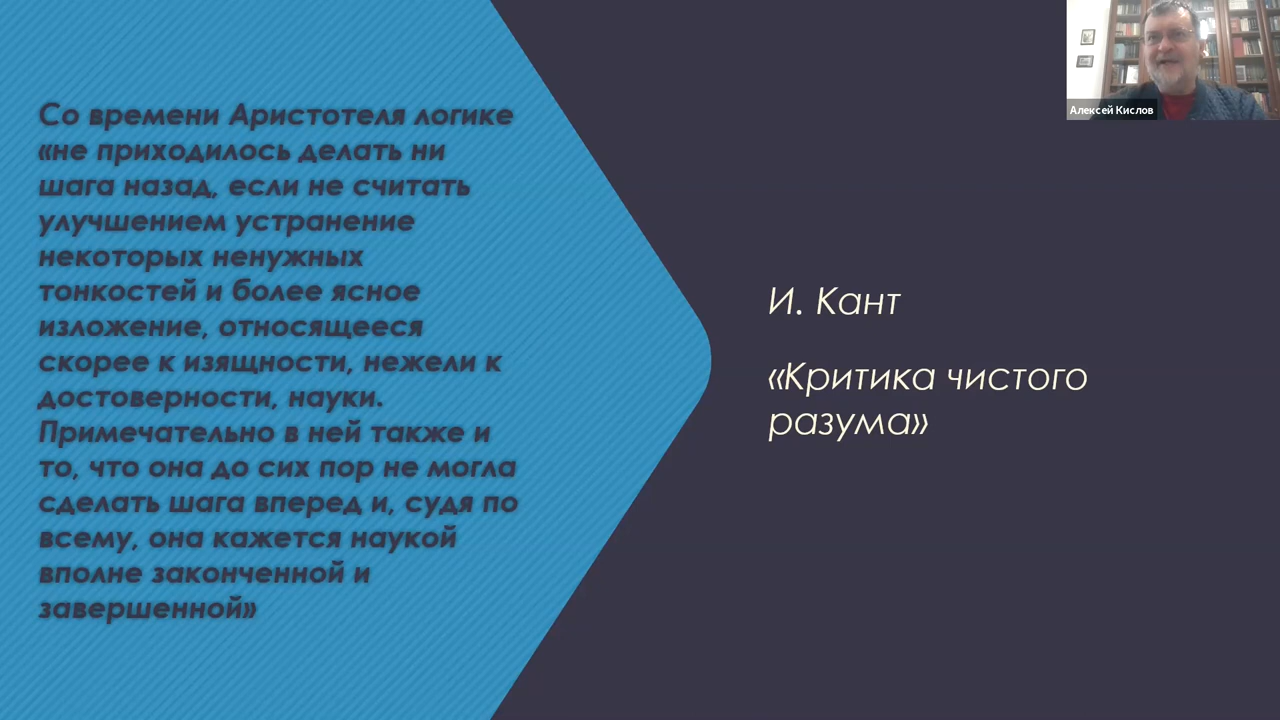 Со времени Аристотеля логике
«не приходилось делать ни
шага назад, если не считать
улучшением устранение
некоторых ненужных
тонкостей и более ясное
изложение, относящееся
скорее к изящности, нежели к
достоверности, науки.
Примечательно в ней также и
то, что она до сих пор не могла
сделать шага вперед и, судя по
всему, она кажется наукой
вполне законченной и
завершенной»
И. Кант
«Критика чистого
разума»
Алексей Кислов